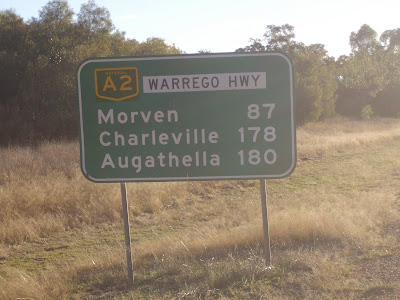 A2 WARREGO HWY
Morven 87
Charleville 178
Augathella 180